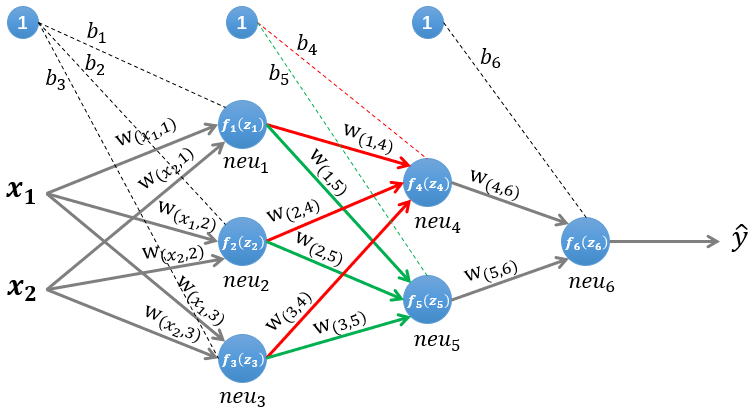 1 1 1
b₁
b₂
b₃
b₄
b₅
b₆
x₁
x₂
w₍ₓ₁,₁₎
w₍ₓ₂,₁₎
w₍ₓ₁,₂₎
w₍ₓ₂,₂₎
w₍ₓ₁,₃₎
w₍ₓ₂,₃₎
f₁(z₁)
neu₁
f₂(z₂)
neu₂
f₃(z₃)
neu₃
w₍₁,₄₎
w₍₁,₅₎
w₍₂,₄₎
w₍₂,₅₎
w₍₃,₄₎
w₍₃,₅₎
f₄(z₄)
neu₄
f₅(z₅)
neu₅
w₍₄,₆₎
w₍₅,₆₎
f₆(z₆)
neu₆
ŷ